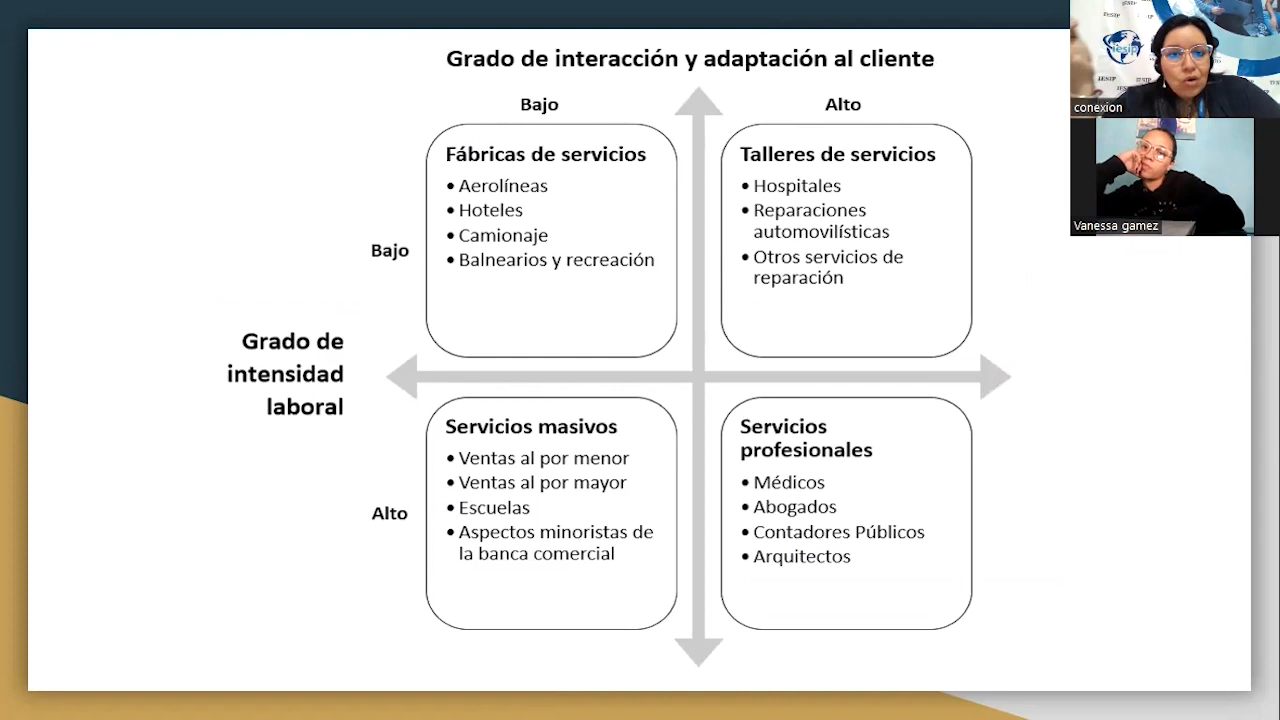 Grado de interacción y adaptación al cliente
Bajo
Alto
Fábricas de servicios
• Aerolíneas
• Hoteles
• Camionaje
• Balnearios y recreación
Talleres de servicios
• Hospitales
• Reparaciones
automovilísticas
• Otros servicios de
reparación
Bajo
Grado de
intensidad
laboral
Servicios masivos
• Ventas al por menor
• Ventas al por mayor
• Escuelas
• Aspectos minoristas de
la banca comercial
Servicios
profesionales
• Médicos
• Abogados
• Contadores Públicos
• Arquitectos
Alto
iesip
IESIP
conexion
Vanessa gamez